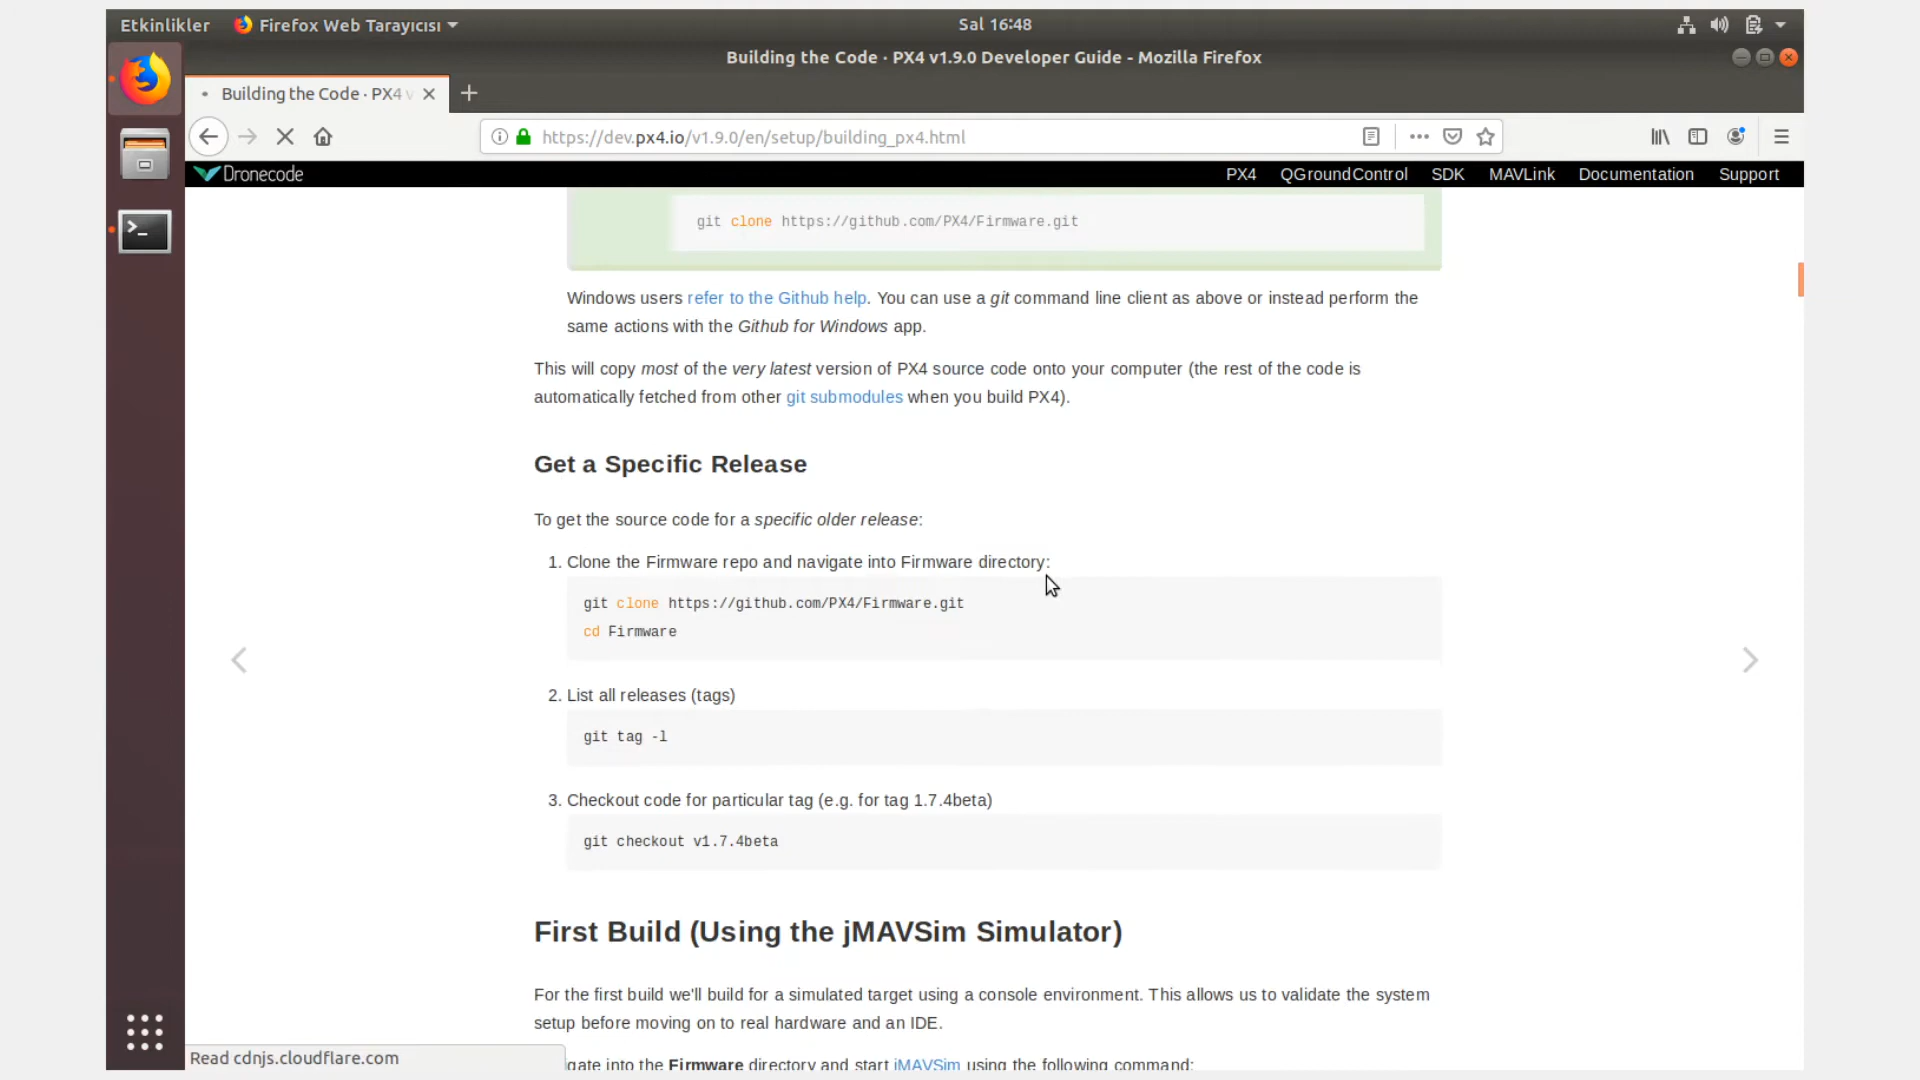 Etkinlikler Firefox Web Tarayıcısı Sal 16:48
Building the Code · PX4 v1.9.0 Developer Guide - Mozilla Firefox
Building the Code · PX4 v
https://dev.px4.io/v1.9.0/en/setup/building_px4.html
Dronecode PX4 QGroundControl SDK MAVLink Documentation Support
git clone https://github.com/PX4/Firmware.git
Windows users refer to the Github help. You can use a git command line client as above or instead perform the
same actions with the Github for Windows app.
This will copy most of the very latest version of PX4 source code onto your computer (the rest of the code is
automatically fetched from other git submodules when you build PX4).
Get a Specific Release
To get the source code for a specific older release:
1. Clone the Firmware repo and navigate into Firmware directory:
git clone https://github.com/PX4/Firmware.git
cd Firmware
2. List all releases (tags)
git tag -l
3. Checkout code for particular tag (e.g. for tag 1.7.4beta)
git checkout v1.7.4beta
First Build (Using the jMAVSim Simulator)
For the first build we'll build for a simulated target using a console environment. This allows us to validate the system
setup before moving on to real hardware and an IDE.
igate into the Firmware directory and start jMAVSim using the following command:
Read cdnjs.cloudflare.com